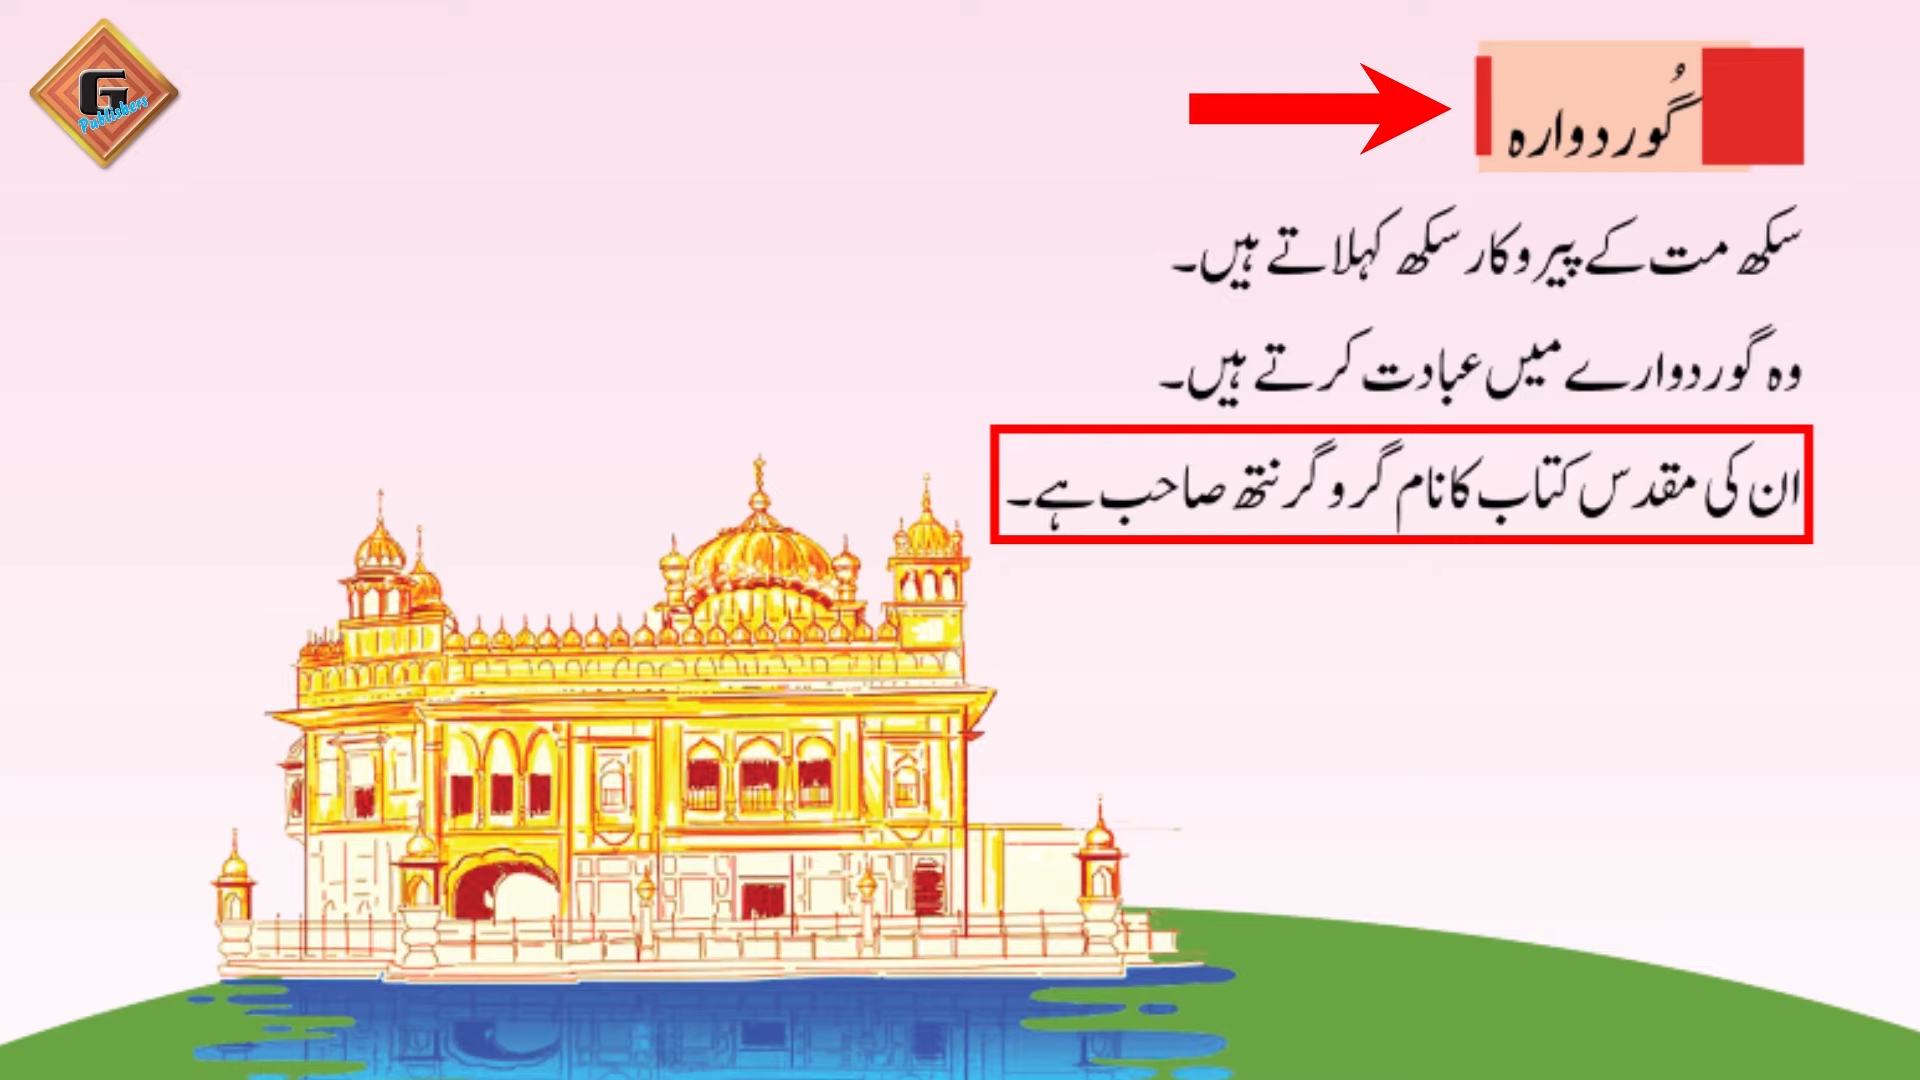 G
Publishers
گُوردوارہ
سکھ مت کے پیروکار سکھ کہلاتے ہیں۔
وہ گوردوارے میں عبادت کرتے ہیں۔
ان کی مقدس کتاب کا نام گرو گرنتھ صاحب ہے۔